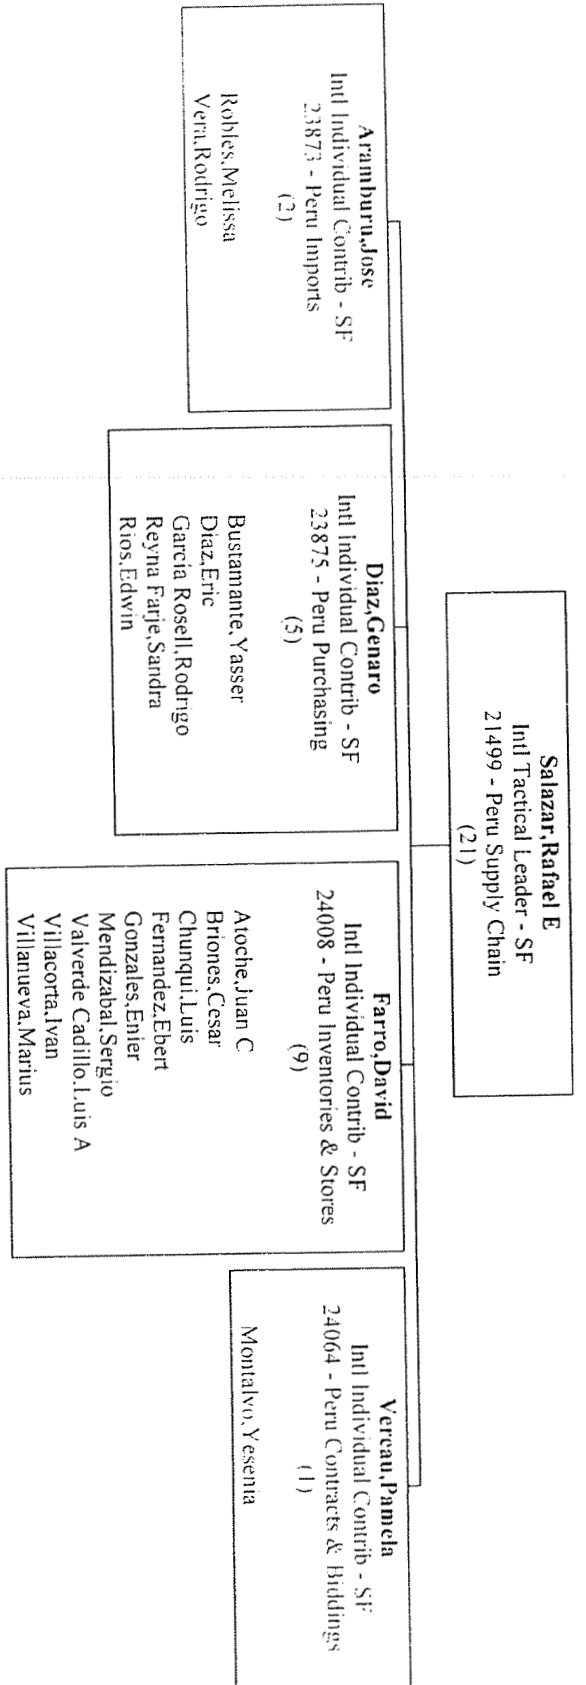 Salazar,Rafael E
Intl Tactical Leader - SF
21499 - Peru Supply Chain
(21)
Aramburu,Jose
Intl Individual Contrib - SF
23873 - Peru Imports
(2)
Robles,Melissa
Vera,Rodrigo
Diaz,Genaro
Intl Individual Contrib - SF
23875 - Peru Purchasing
(5)
Bustamante,Yasser
Diaz,Eric
Garcia Rosell,Rodrigo
Reyna Farje,Sandra
Rios,Edwin
Farro,David
Intl Individual Contrib - SF
24008 - Peru Inventories & Stores
(9)
Atoche,Juan C
Briones,Cesar
Chunqui,Luis
Fernandez,Ebert
Gonzales,Enier
Mendizabal,Sergio
Valverde Cadillo,Luis A
Villacorta,Ivan
Villanueva,Marius
Vercau,Pamela
Intl Individual Contrib - SF
24064 - Peru Contracts & Biddings
(1)
Montalvo,Yesenia